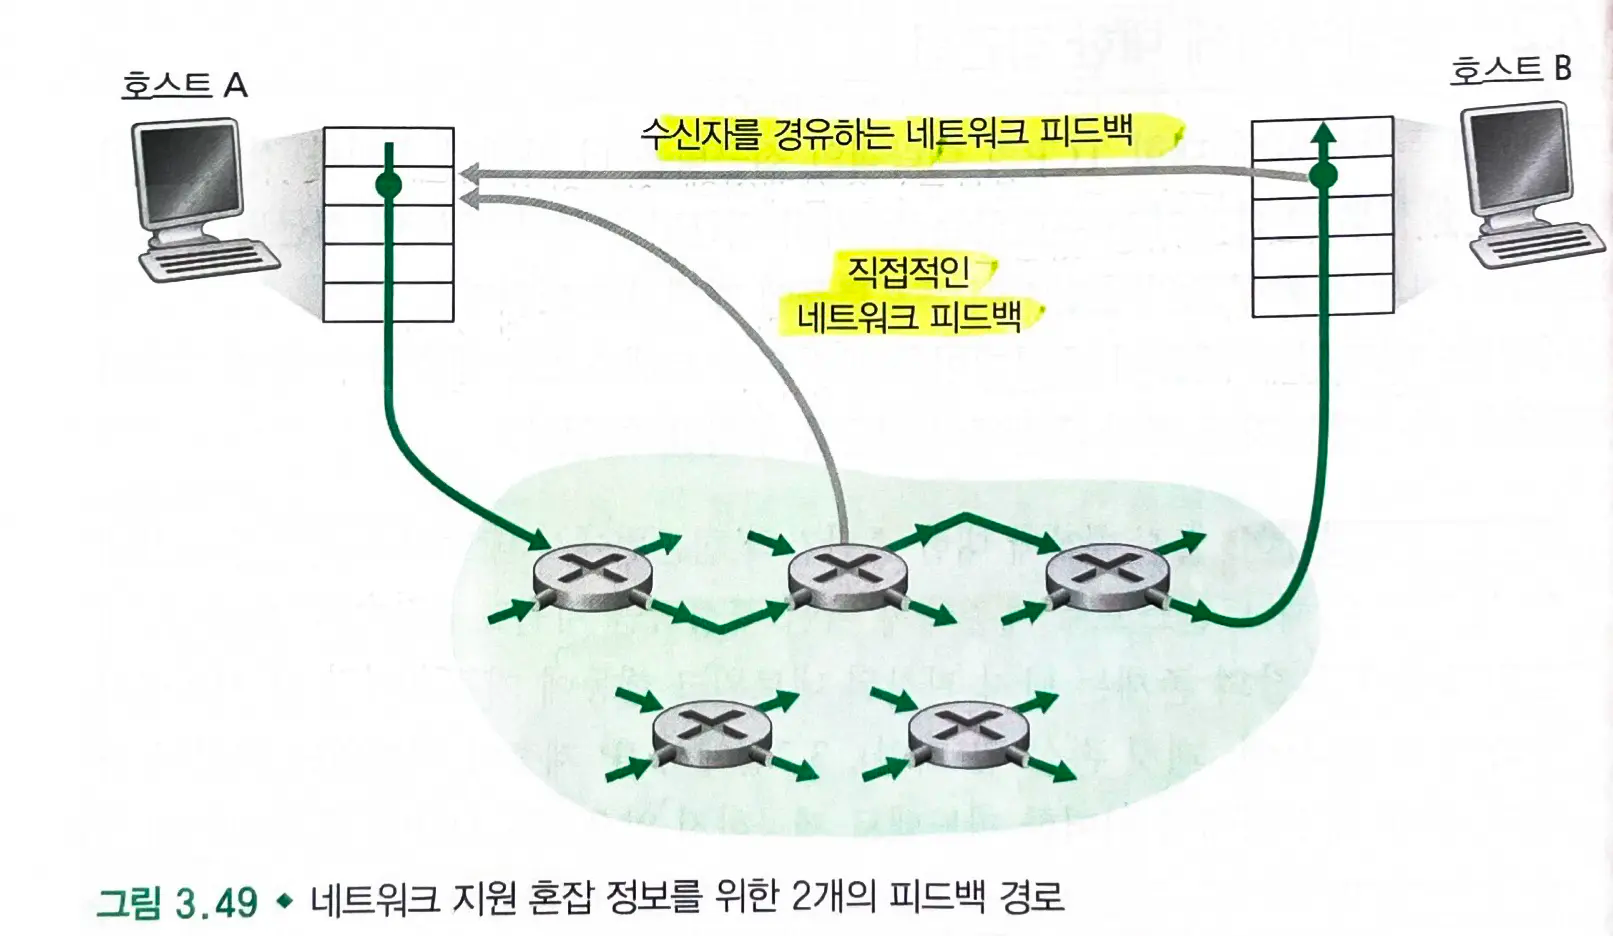 호스트 A
호스트 B
수신자를 경유하는 네트워크 피드백
직접적인
네트워크 피드백
그림 3.49 ◆ 네트워크 지원 혼잡 정보를 위한 2개의 피드백 경로